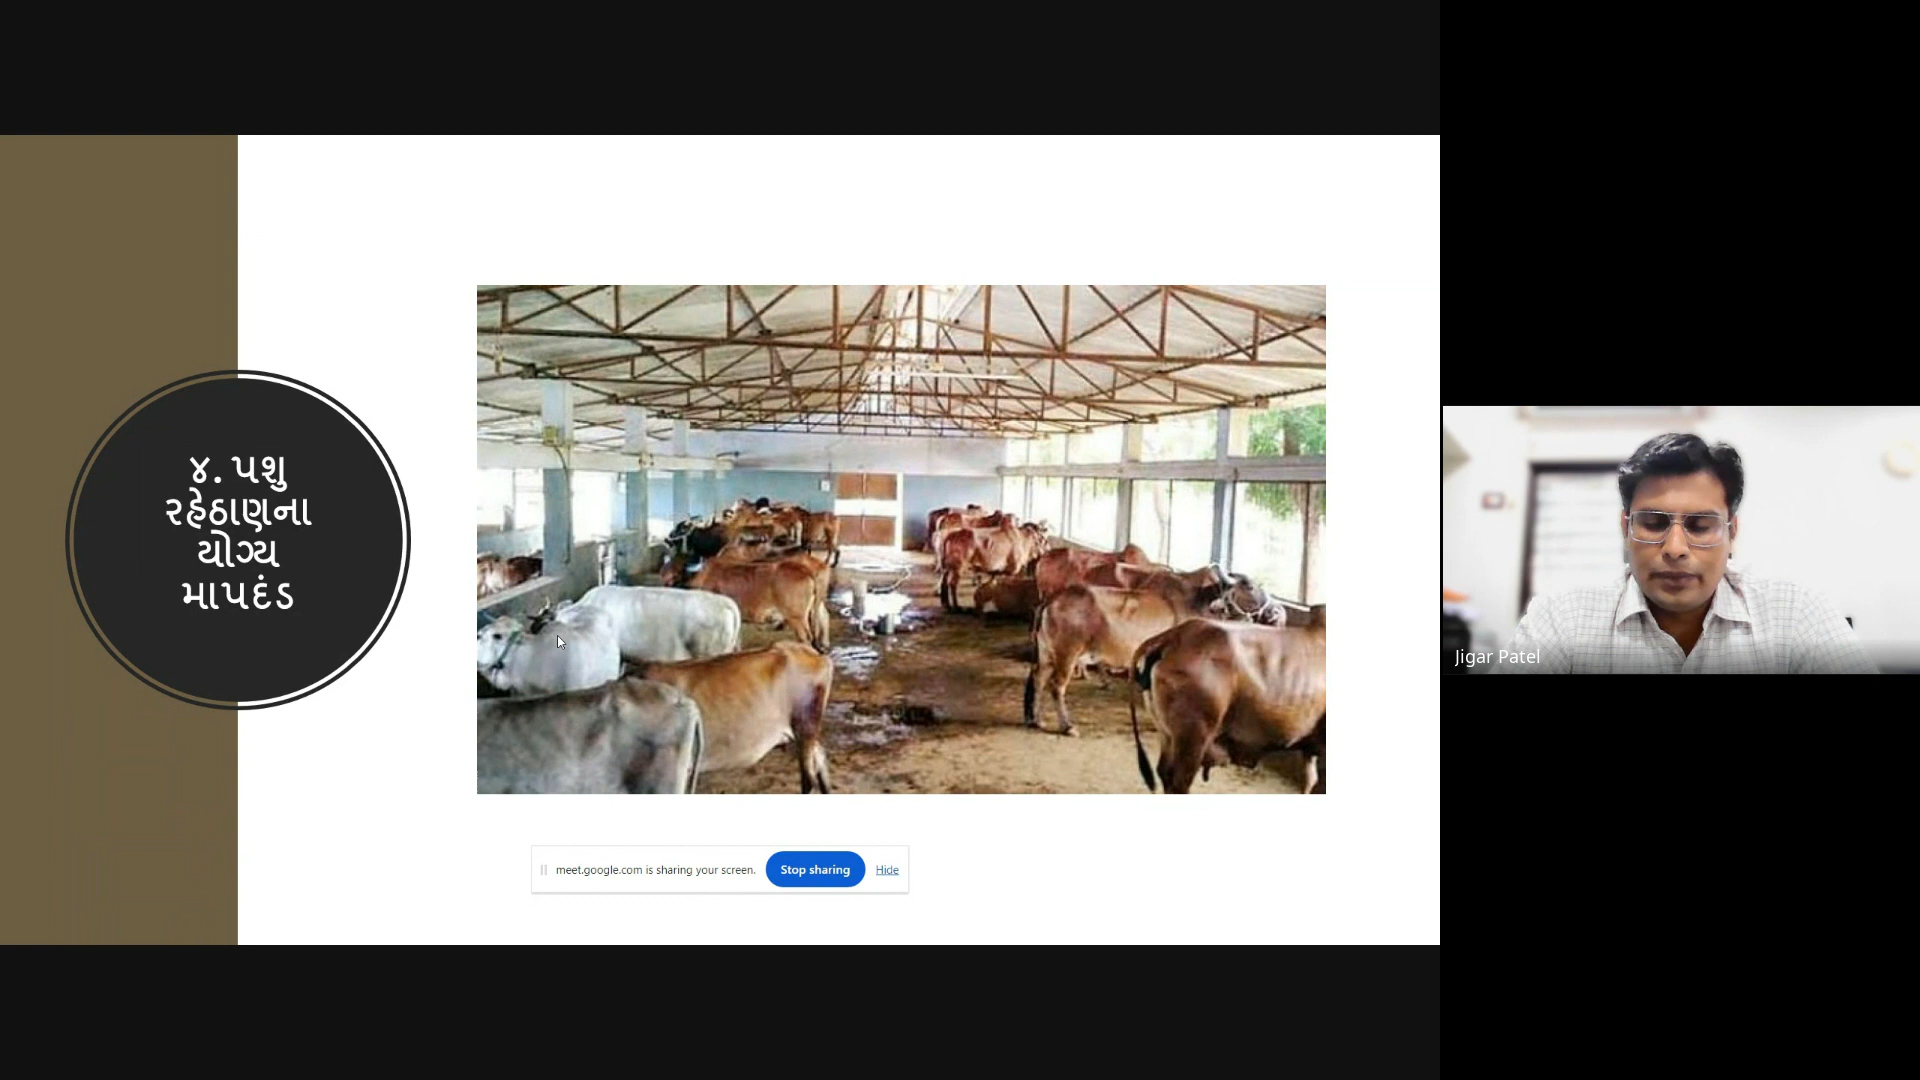 ૪. પશુ
રહેઠાણના
યોગ્ય
માપદંડ
meet.google.com is sharing your screen. Stop sharing Hide
Jigar Patel